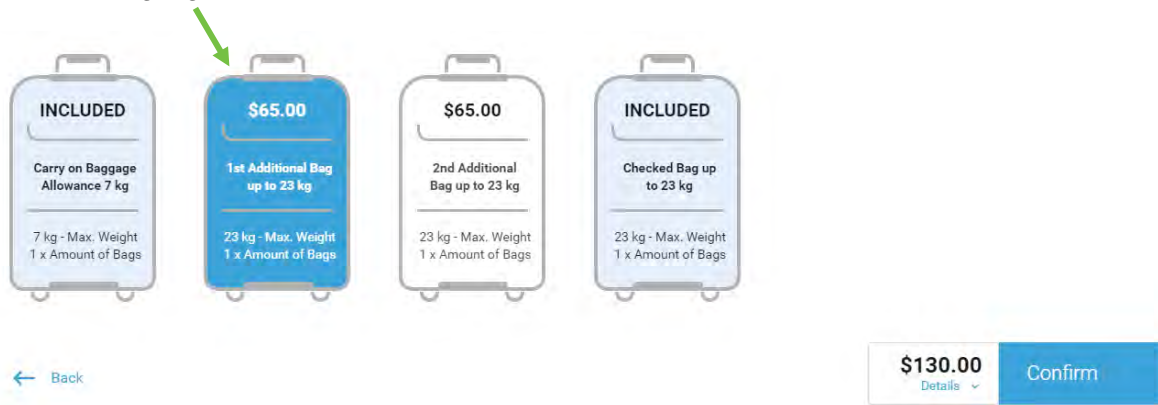 INCLUDED
Carry on Baggage
Allowance 7 kg
7 kg - Max. Weight
1 x Amount of Bags
$65.00
1st Additional Bag
up to 23 kg
23 kg - Max. Weight
1 x Amount of Bags
$65.00
2nd Additional
Bag up to 23 kg
23 kg - Max. Weight
1 x Amount of Bags
INCLUDED
Checked Bag up
to 23 kg
23 kg - Max. Weight
1 x Amount of Bags
Back
$130.00
Details
Confirm